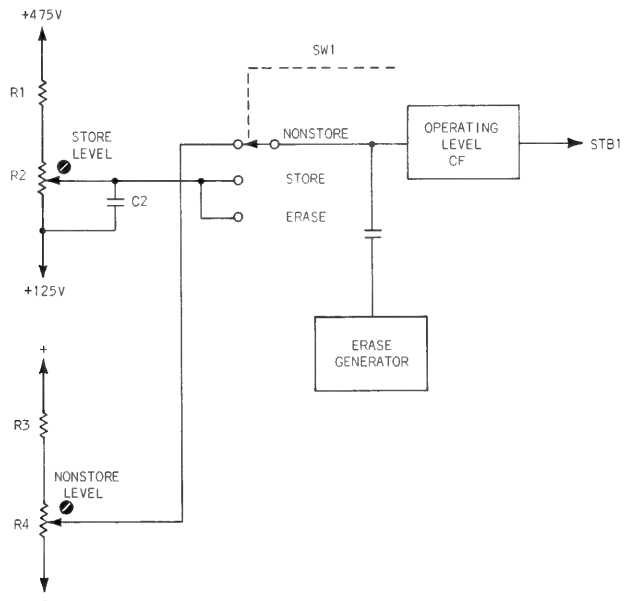 +475V
SW1
R1
STORE
LEVEL
NONSTORE
OPERATING
LEVEL
CF
STB1
R2
C2
STORE
ERASE
+125V
ERASE
GENERATOR
+
R3
NONSTORE
LEVEL
R4